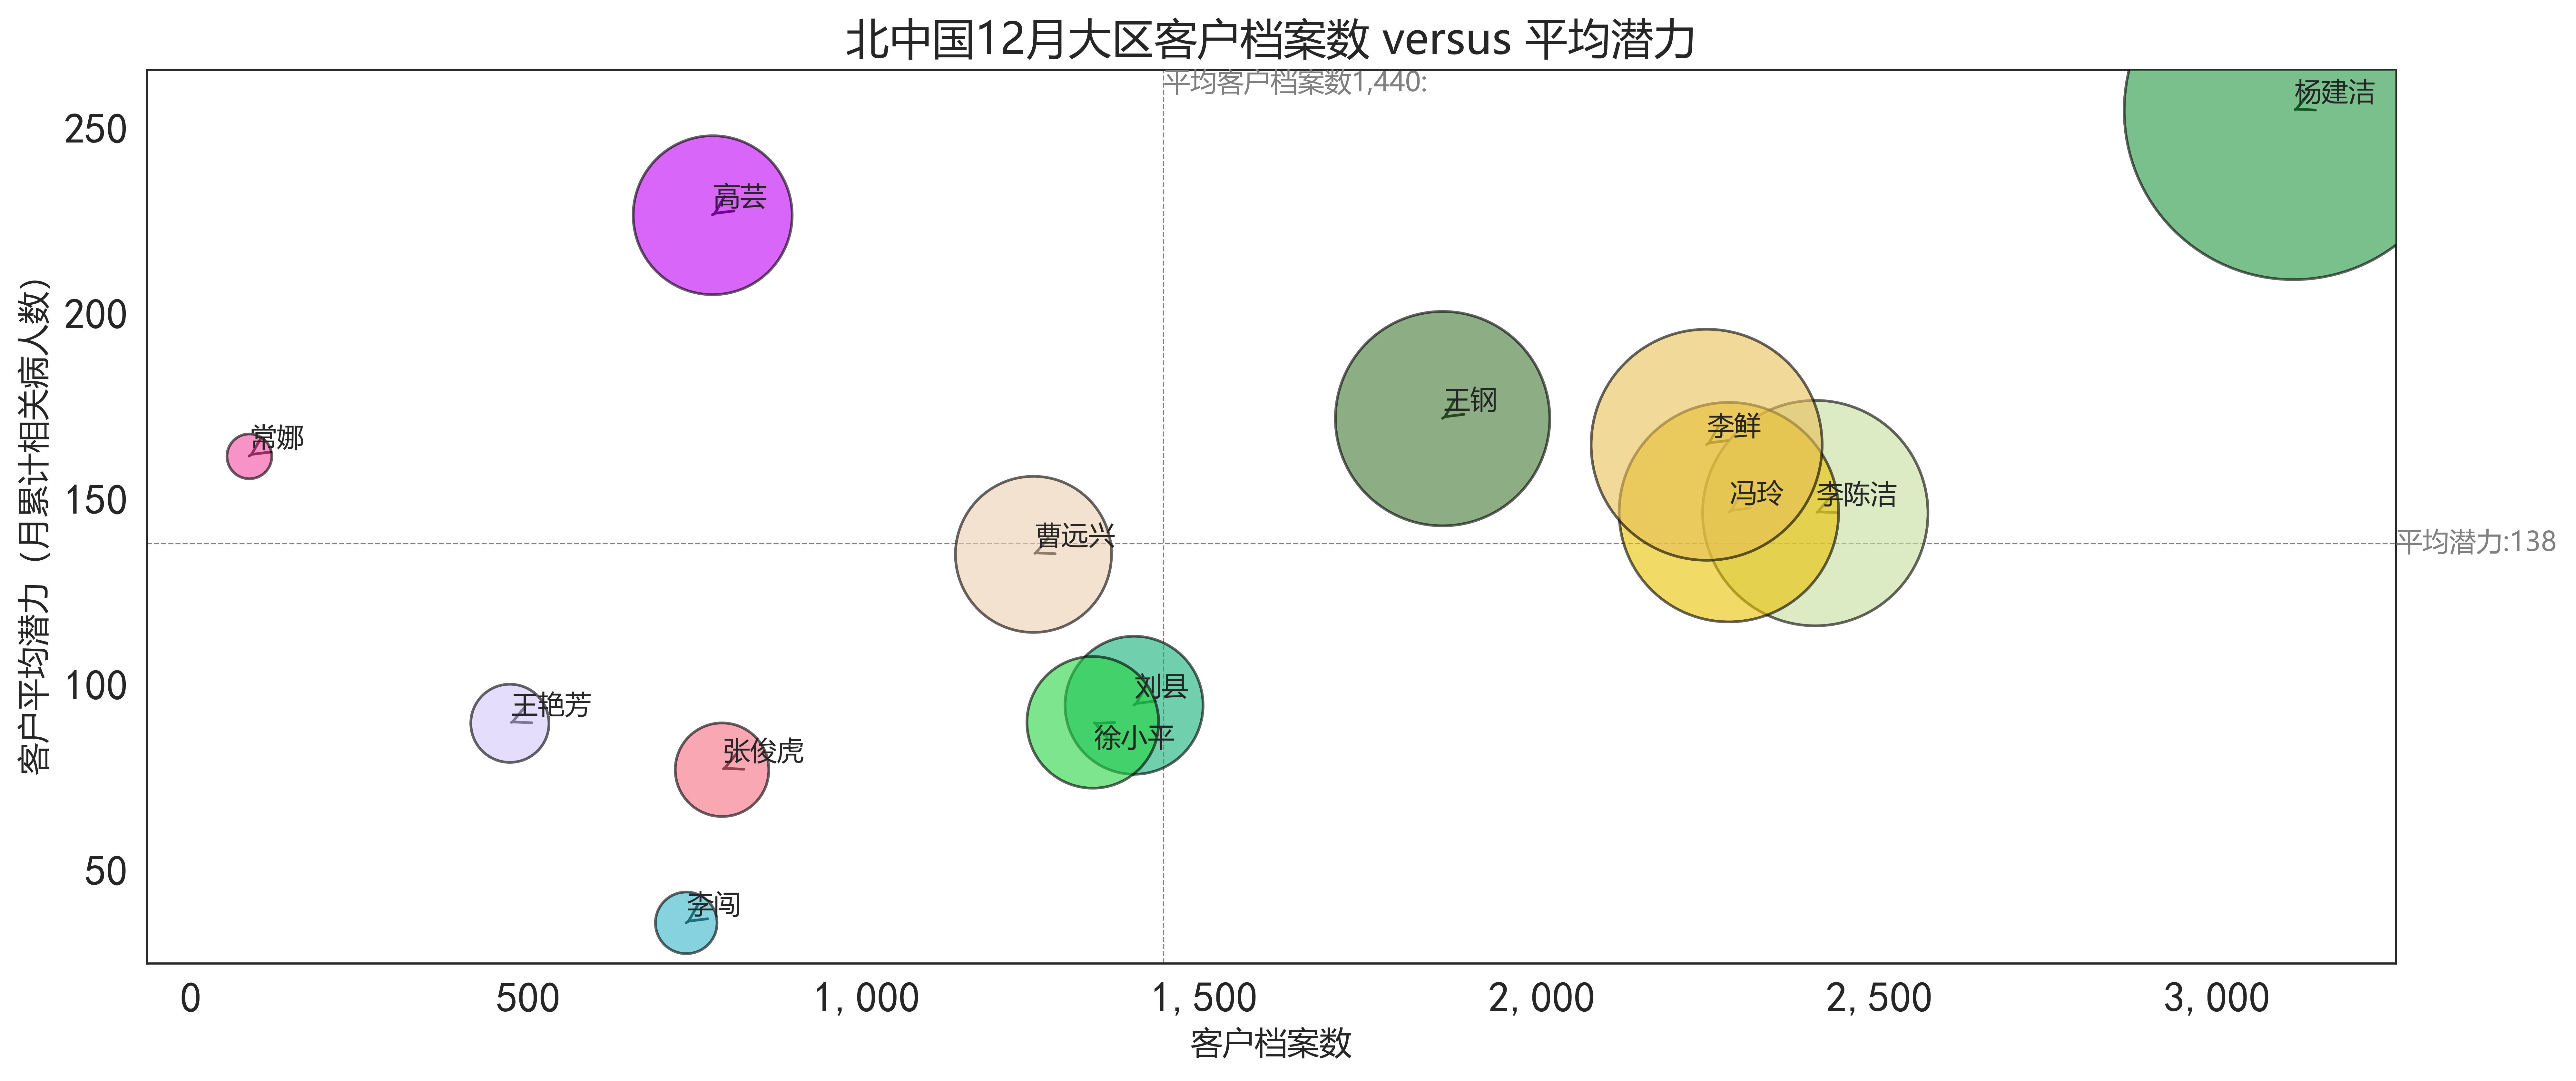 北中国12月大区客户档案数 versus 平均潜力
平均客户档案数1,440:
杨建洁
250
高芸
200
王钢
李鲜
常娜
150
冯玲
李陈洁
曹远兴
平均潜力:138
客户平均潜力（月累计相关病人数）
100
刘县
王艳芳
徐小平
张俊虎
50
李闯
0
500
1,000
1,500
2,000
2,500
3,000
客户档案数